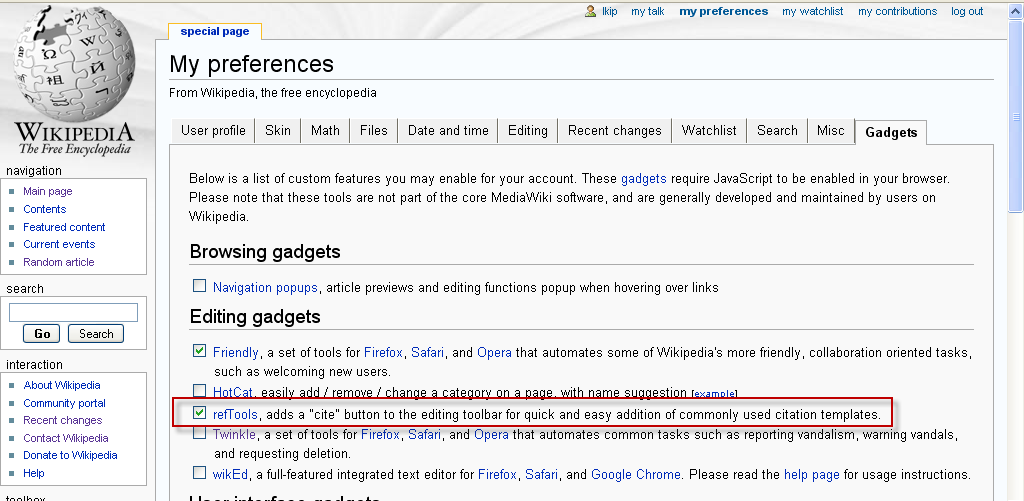 Ikip my talk my preferences my watchlist my contributions log out
special page
My preferences
From Wikipedia, the free encyclopedia
WIKIPEDIA
The Free Encyclopedia
navigation
Main page
Contents
Featured content
Current events
Random article
search
Go Search
interaction
About Wikipedia
Community portal
Recent changes
Contact Wikipedia
Donate to Wikipedia
Help
toolbox
User profile Skin Math Files Date and time Editing Recent changes Watchlist Search Misc Gadgets
Below is a list of custom features you may enable for your account. These gadgets require JavaScript to be enabled in your browser.
Please note that these tools are not part of the core MediaWiki software, and are generally developed and maintained by users on
Wikipedia.
Browsing gadgets
Navigation popups, article previews and editing functions popup when hovering over links
Editing gadgets
Friendly, a set of tools for Firefox, Safari, and Opera that automates some of Wikipedia's more friendly, collaboration oriented tasks,
such as welcoming new users.
HotCat, easily add / remove / change a category on a page, with name suggestion [example]
refTools, adds a "cite" button to the editing toolbar for quick and easy addition of commonly used citation templates.
Twinkle, a set of tools for Firefox, Safari, and Opera that automates common tasks such as reporting vandalism, warning vandals,
and requesting deletion.
wikEd, a full-featured integrated text editor for Firefox, Safari, and Google Chrome. Please read the help page for usage instructions.
User interface gadgets